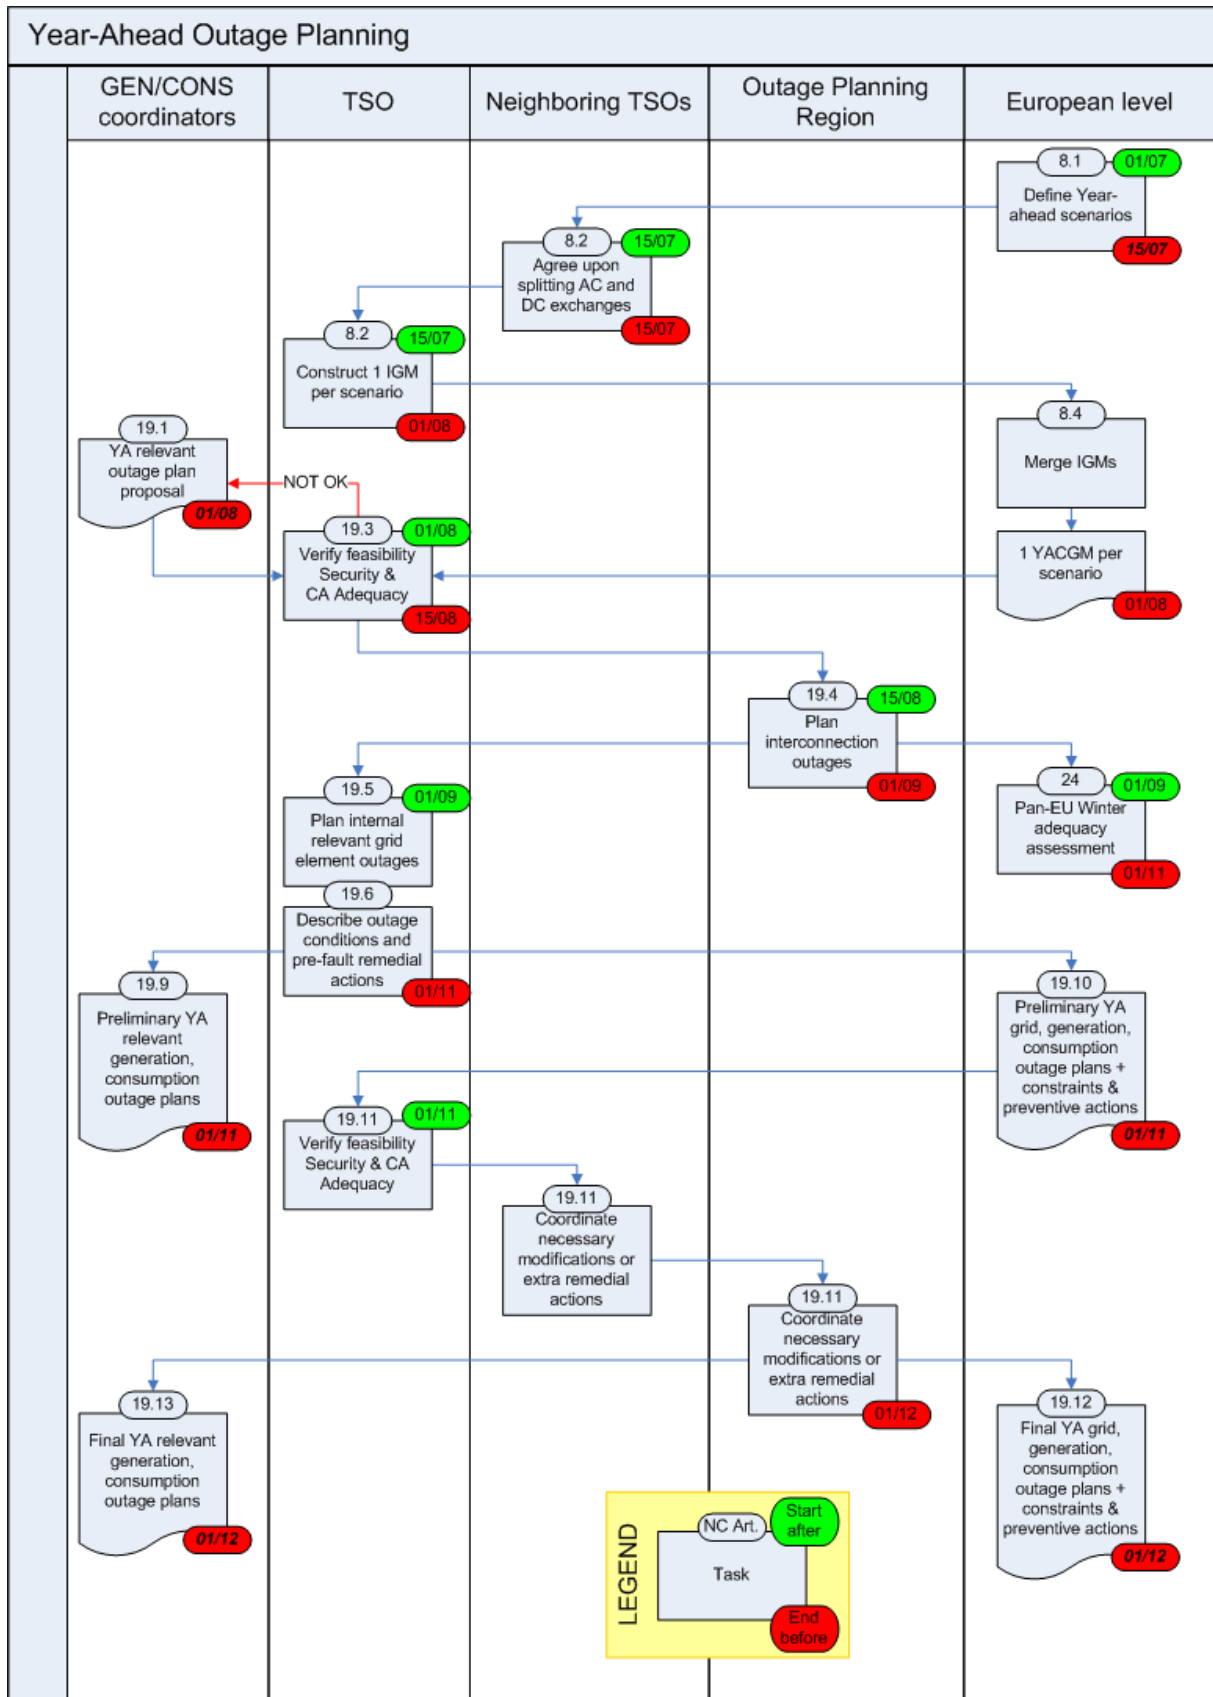 Year-Ahead Outage Planning
GEN/CONS
coordinators
TSO
Neighboring TSOs
Outage Planning
Region
European level
8.1
01/07
Define Year-
ahead scenarios
15/07
8.2
15/07
Agree upon
splitting AC and
DC exchanges
15/07
8.2
15/07
Construct 1 IGM
per scenario
01/08
8.4
Merge IGMs
19.1
YA relevant
outage plan
proposal
01/08
NOT OK
19.3
01/08
Verify feasibility
Security &
CA Adequacy
15/08
1 YACGM per
scenario
01/08
19.4
15/08
Plan
interconnection
outages
01/09
19.5
01/09
Plan internal
relevant grid
element outages
24
01/09
Pan-EU Winter
adequacy
assessment
01/11
19.6
Describe outage
conditions and
pre-fault remedial
actions
01/11
19.9
Preliminary YA
relevant
generation,
consumption
outage plans
01/11
19.10
Preliminary YA
grid, generation,
consumption
outage plans +
constraints &
preventive actions
01/11
19.11
01/11
Verify feasibility
Security & CA
Adequacy
19.11
Coordinate
necessary
modifications or
extra remedial
actions
19.11
Coordinate
necessary
modifications or
extra remedial
actions
01/12
19.13
Final YA relevant
generation,
consumption
outage plans
01/12
19.12
Final YA grid,
generation,
consumption
outage plans +
constraints &
preventive actions
01/12
LEGEND
NC Art.
Start
after
Task
End
before